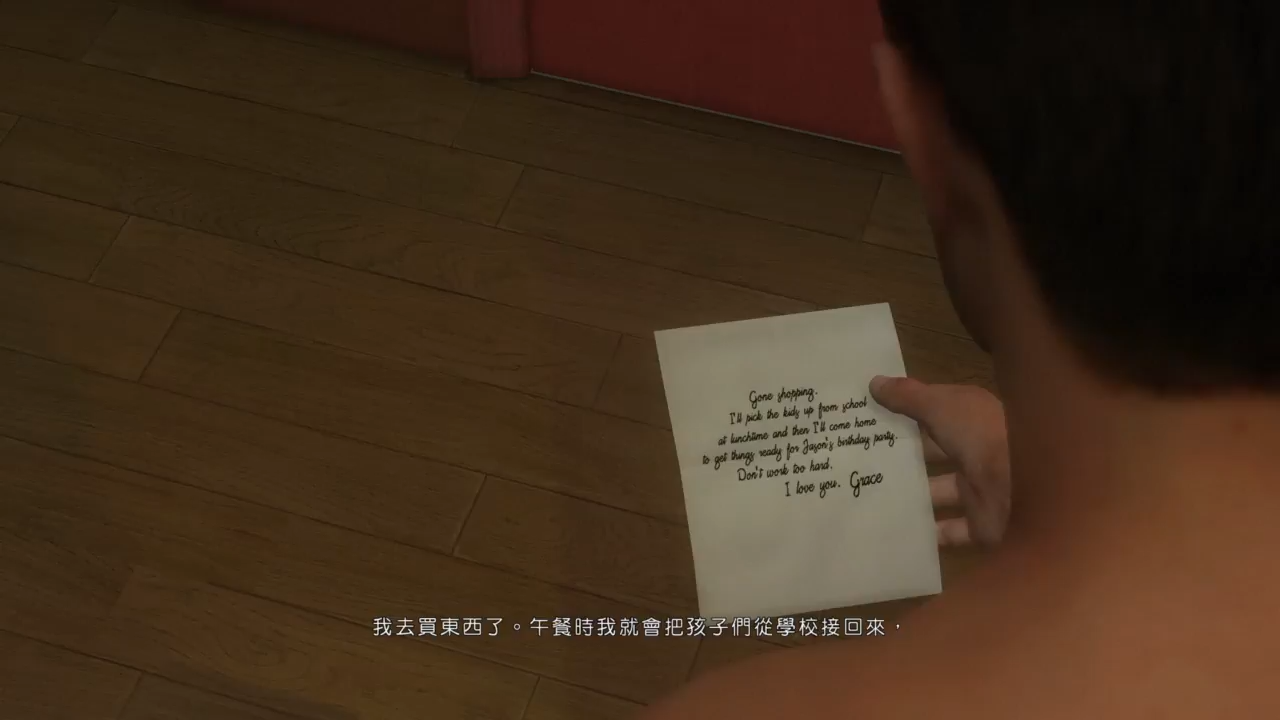 Gone shopping.
I'll pick the kids up from school
at lunchtime and then I'll come home
to get things ready for Jason's birthday party.
Don't work too hard.
I love you. Grace
我去買東西了。午餐時我就會把孩子們從學校接回來，